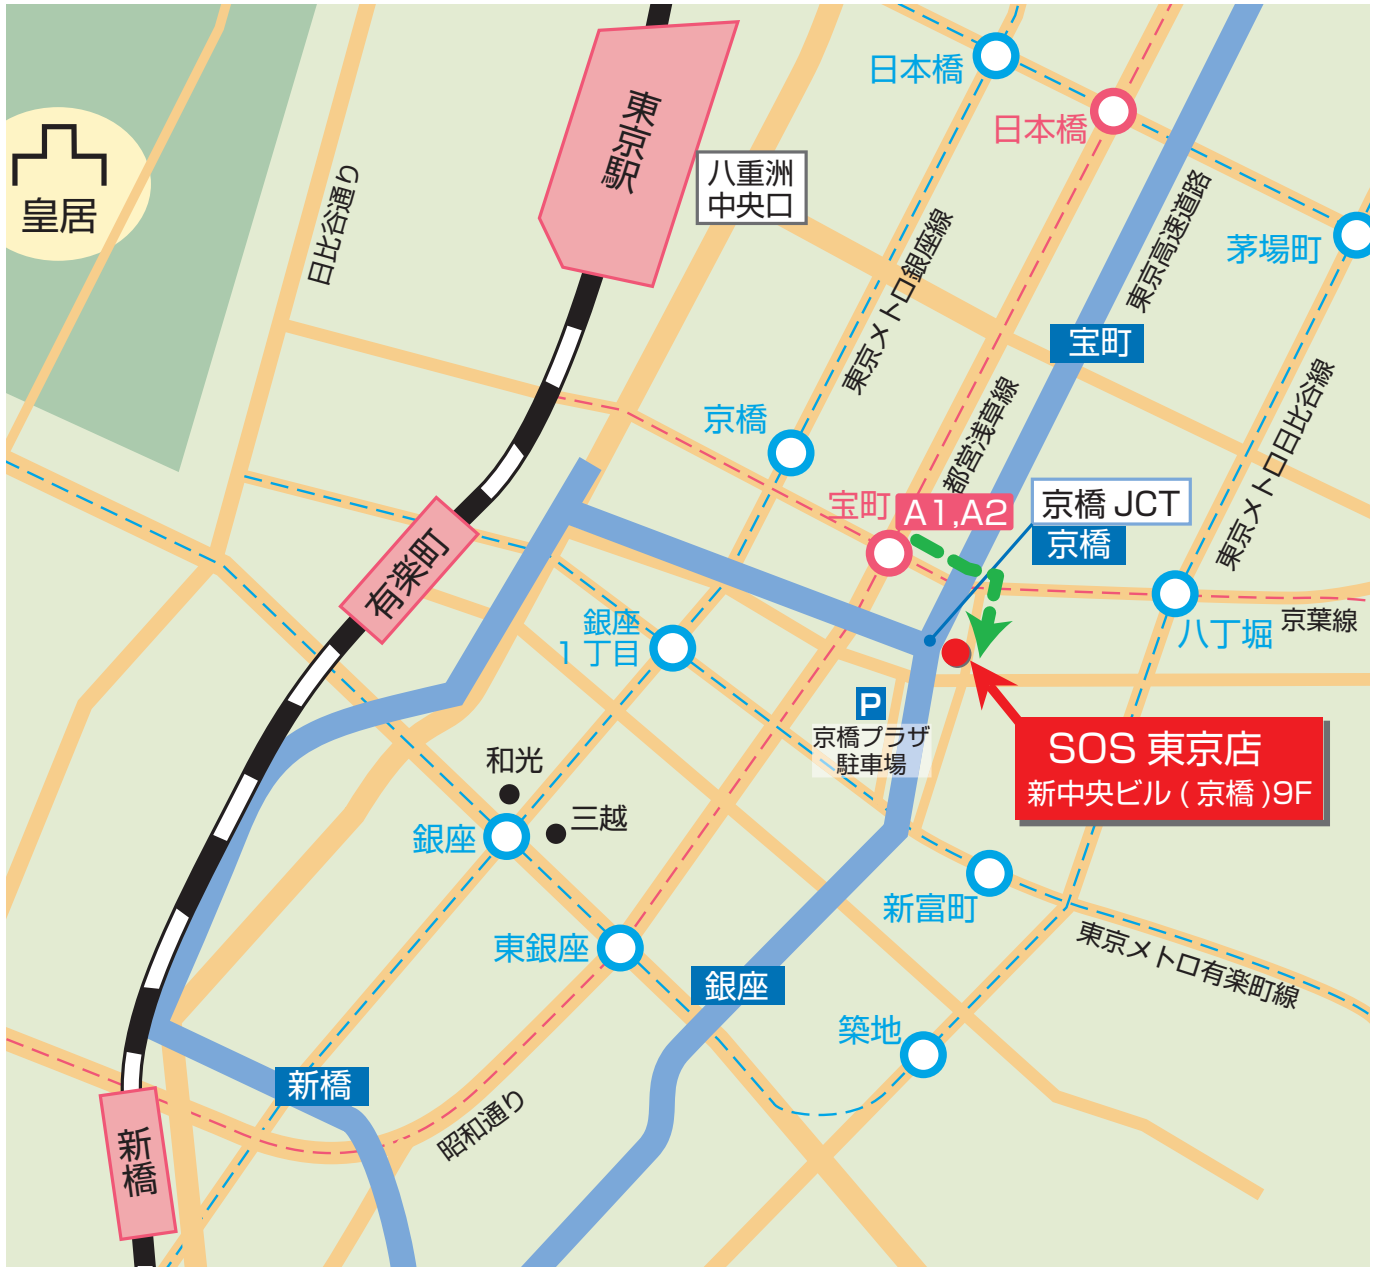 日本橋
東京駅
日本橋
八重洲
中央口
日比谷通り
皇居
東京高速道路
東京メトロ銀座線
茅場町
宝町
東京メトロ日比谷線
京橋
都営浅草線
宝町
A1,A2
京橋 JCT
京橋
有楽町
銀座
1丁目
八丁堀
京葉線
P
京橋プラザ
駐車場
SOS 東京店
新中央ビル ( 京橋 )9F
和光
三越
銀座
新富町
東銀座
東京メトロ有楽町線
銀座
築地
新橋
昭和通り
新橋